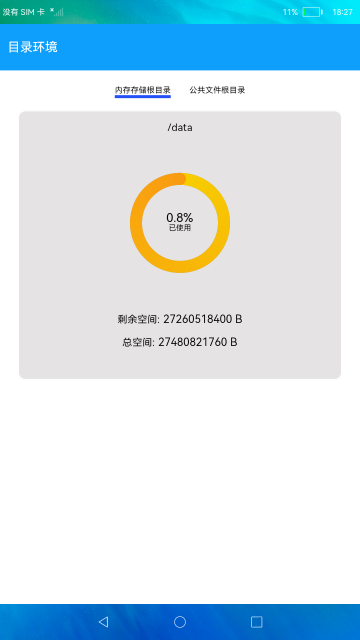 没有 SIM 卡
11%
18:27
目录环境
内存存储根目录
公共文件根目录
/data
0.8%
已使用
剩余空间: 27260518400 B
总空间: 27480821760 B